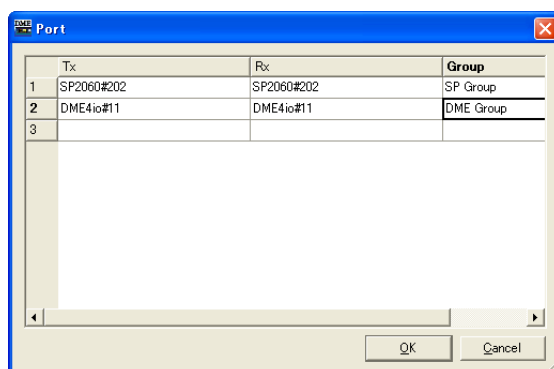 DME Port
Tx Rx Group
1 SP2060#202 SP2060#202 SP Group
2 DME4io#11 DME4io#11 DME Group
3
OK Cancel